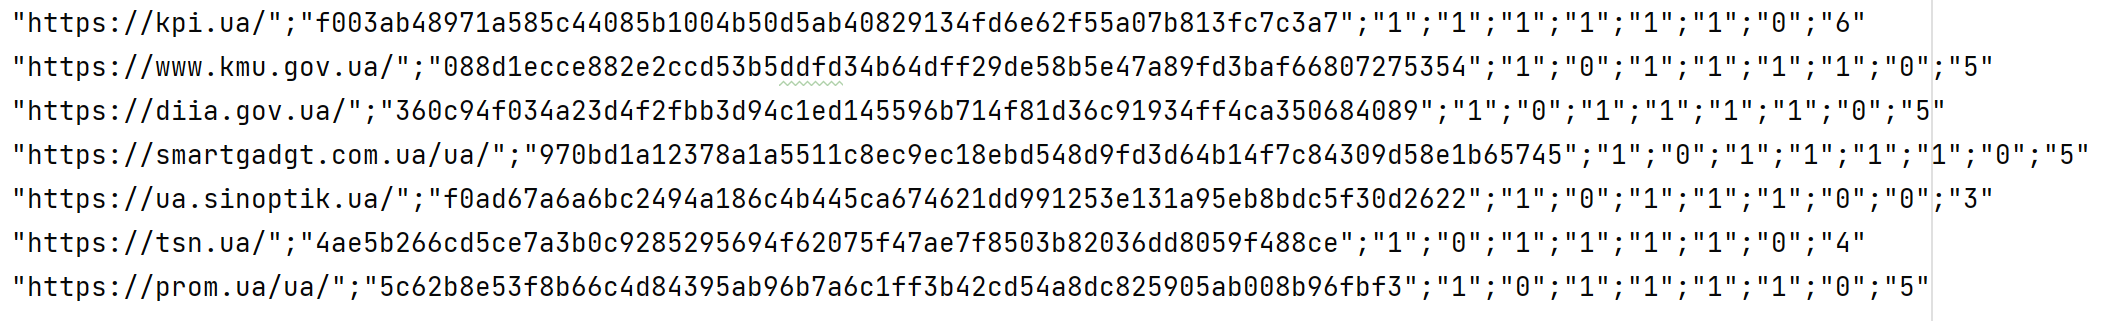 "https://kpi.ua/";"f003ab48971a585c44085b1004b50d5ab40829134fd6e62f55a07b813fc7c3a7";"1";"1";"1";"1";"1";"1";"0";"6"
"https://www.kmu.gov.ua/";"088d1ecce882e2ccd53b5ddfd34b64dff29de58b5e47a89fd3baf66807275354";"1";"0";"1";"1";"1";"1";"0";"5"
"https://diia.gov.ua/";"360c94f034a23d4f2fbb3d94c1ed145596b714f81d36c91934ff4ca350684089";"1";"0";"1";"1";"1";"1";"0";"5"
"https://smartgadgt.com.ua/ua/";"970bd1a12378a1a5511c8ec9ec18ebd548d9fd3d64b14f7c84309d58e1b65745";"1";"0";"1";"1";"1";"1";"0";"5"
"https://ua.sinoptik.ua/";"f0ad67a6a6bc2494a186c4b445ca674621dd991253e131a95eb8bdc5f30d2622";"1";"0";"1";"1";"1";"0";"0";"3"
"https://tsn.ua/";"4ae5b266cd5ce7a3b0c9285295694f62075f47ae7f8503b82036dd8059f488ce";"1";"0";"1";"1";"1";"1";"0";"4"
"https://prom.ua/ua/";"5c62b8e53f8b66c4d84395ab96b7a6c1ff3b42cd54a8dc825905ab008b96fbf3";"1";"0";"1";"1";"1";"1";"0";"5"